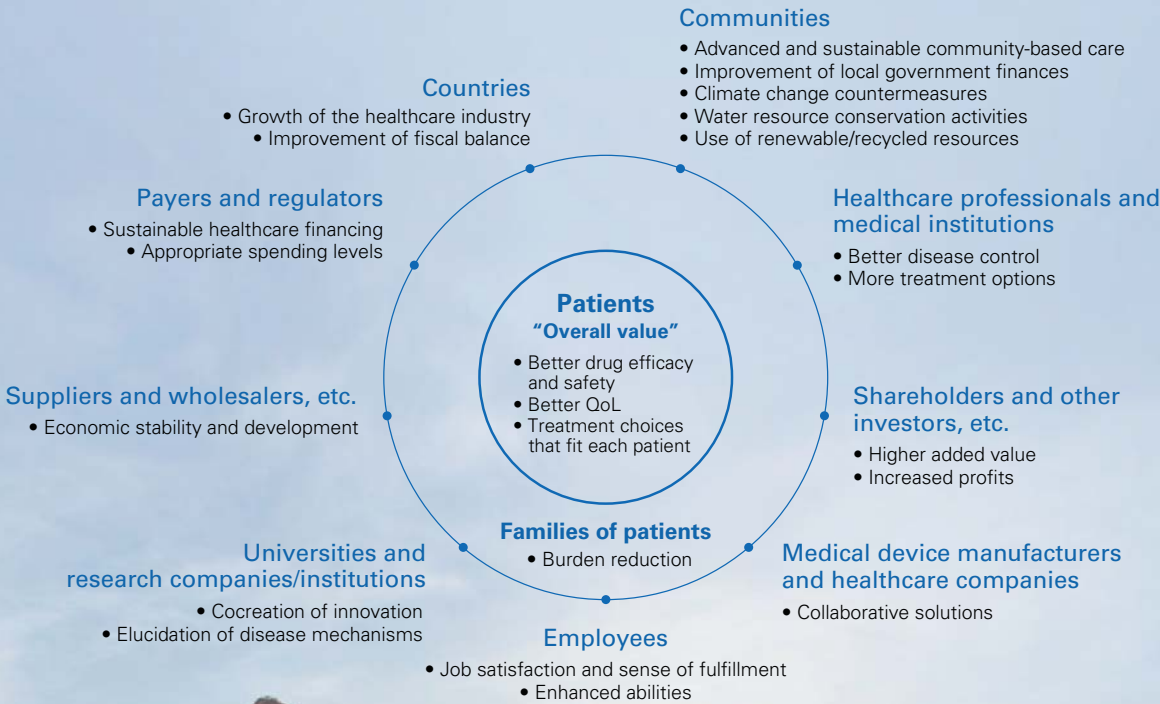 Communities
• Advanced and sustainable community-based care
• Improvement of local government finances
• Climate change countermeasures
• Water resource conservation activities
• Use of renewable/recycled resources
Countries
• Growth of the healthcare industry
• Improvement of fiscal balance
Payers and regulators
• Sustainable healthcare financing
• Appropriate spending levels
Healthcare professionals and
medical institutions
• Better disease control
• More treatment options
Patients
“Overall value”
• Better drug efficacy
and safety
• Better QoL
• Treatment choices
that fit each patient
Suppliers and wholesalers, etc.
• Economic stability and development
Shareholders and other
investors, etc.
• Higher added value
• Increased profits
Families of patients
• Burden reduction
Universities and
research companies/institutions
• Cocreation of innovation
• Elucidation of disease mechanisms
Medical device manufacturers
and healthcare companies
• Collaborative solutions
Employees
• Job satisfaction and sense of fulfillment
• Enhanced abilities